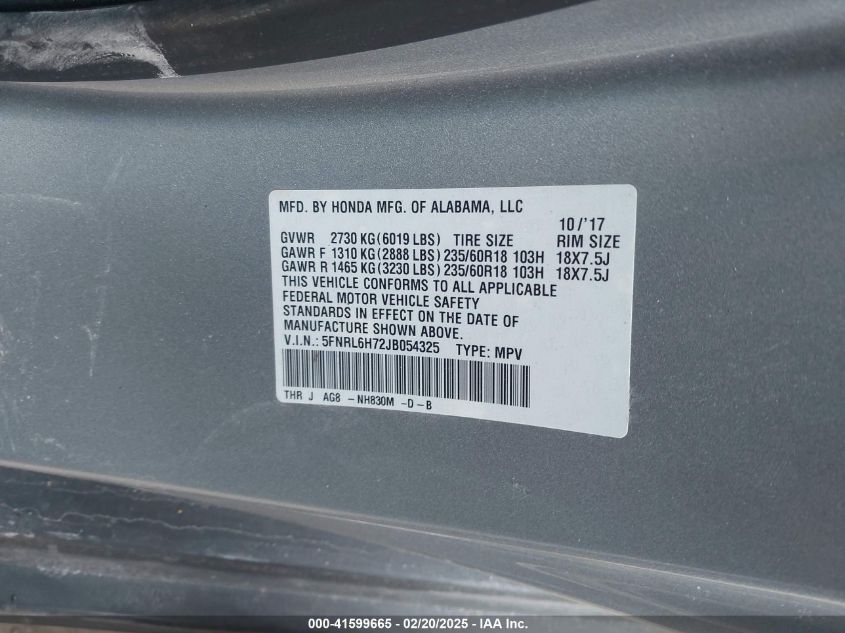 MFD. BY HONDA MFG. OF ALABAMA, LLC
10/'17
GVWR 2730 KG(6019 LBS) TIRE SIZE RIM SIZE
GAWR F 1310 KG(2888 LBS) 235/60R18 103H 18X7.5J
GAWR R 1465 KG(3230 LBS) 235/60R18 103H 18X7.5J
THIS VEHICLE CONFORMS TO ALL APPLICABLE
FEDERAL MOTOR VEHICLE SAFETY
STANDARDS IN EFFECT ON THE DATE OF
MANUFACTURE SHOWN ABOVE.
V.I.N.: 5FNRL6H72JB054325 TYPE: MPV
THR J AG8 - NH830M - D - B
000-41599665 - 02/20/2025 - IAA Inc.